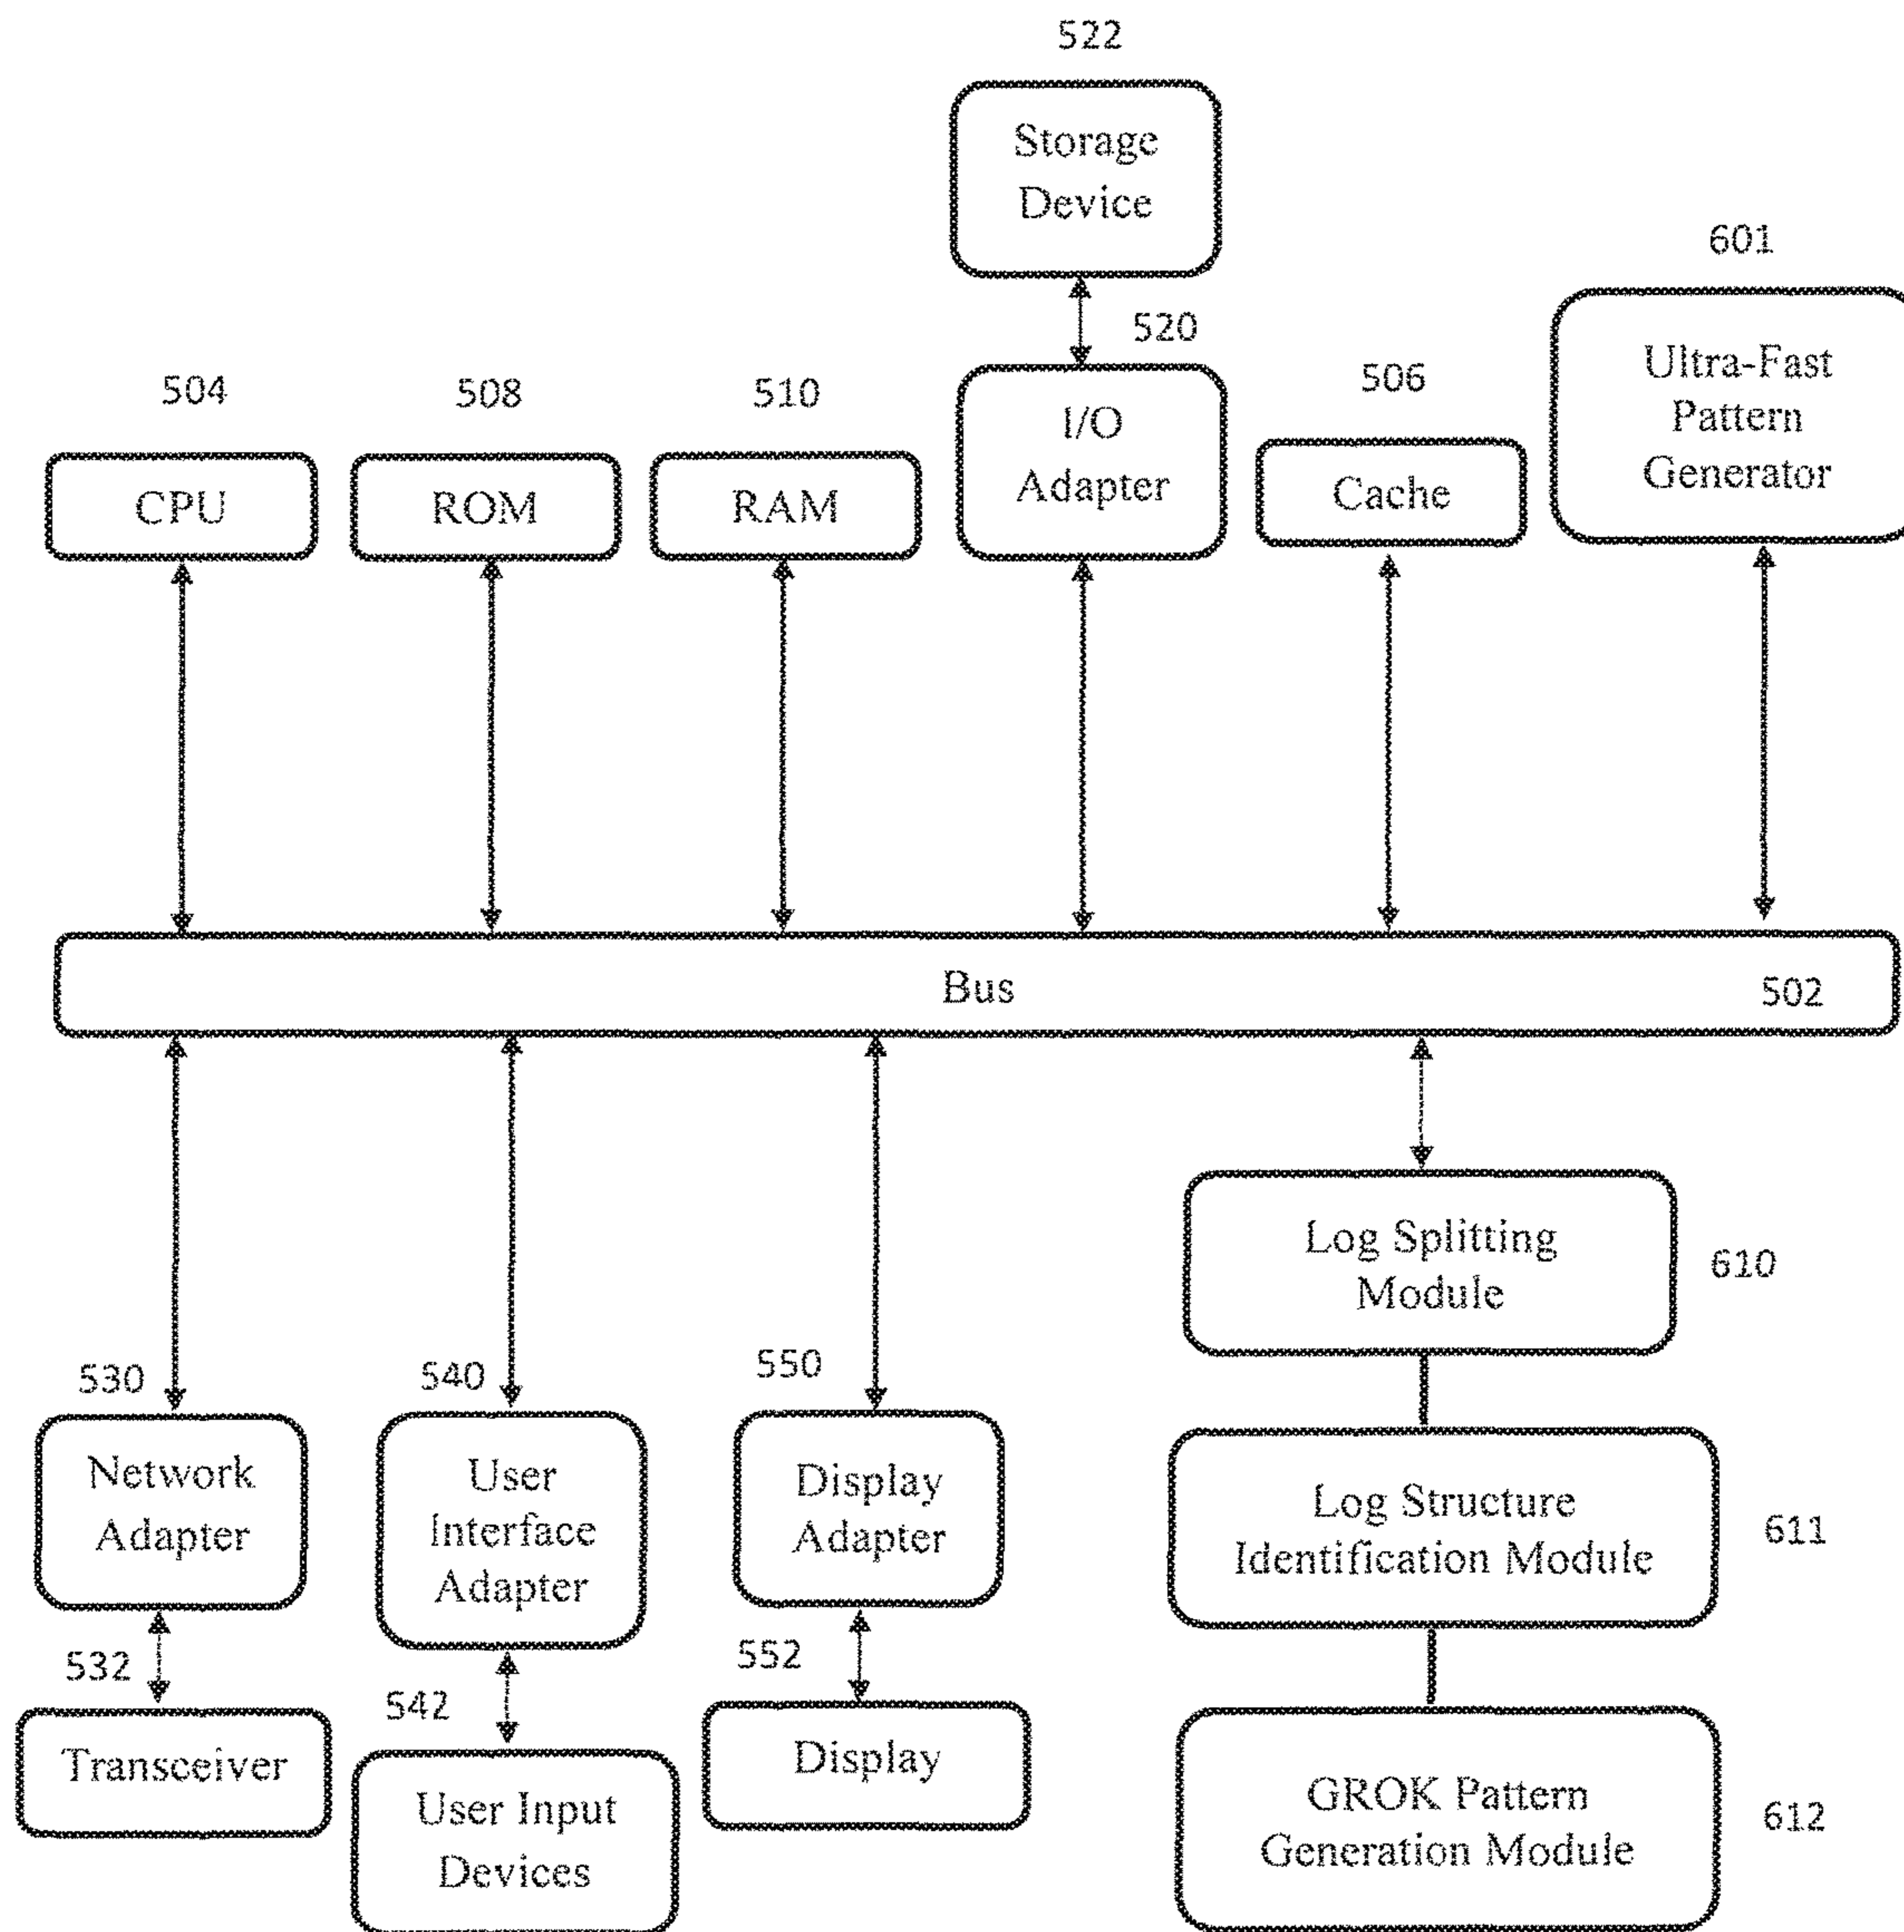 522
Storage
Device
601
520
Ultra-Fast
Pattern
Generator
504
508
510
I/O
Adapter
506
CPU
ROM
RAM
Cache
Bus
502
Log Splitting
Module
610
530
540
550
Network
Adapter
User
Interface
Adapter
Display
Adapter
Log Structure
Identification Module
611
532
542
552
Transceiver
User Input
Devices
Display
GROK Pattern
Generation Module
612